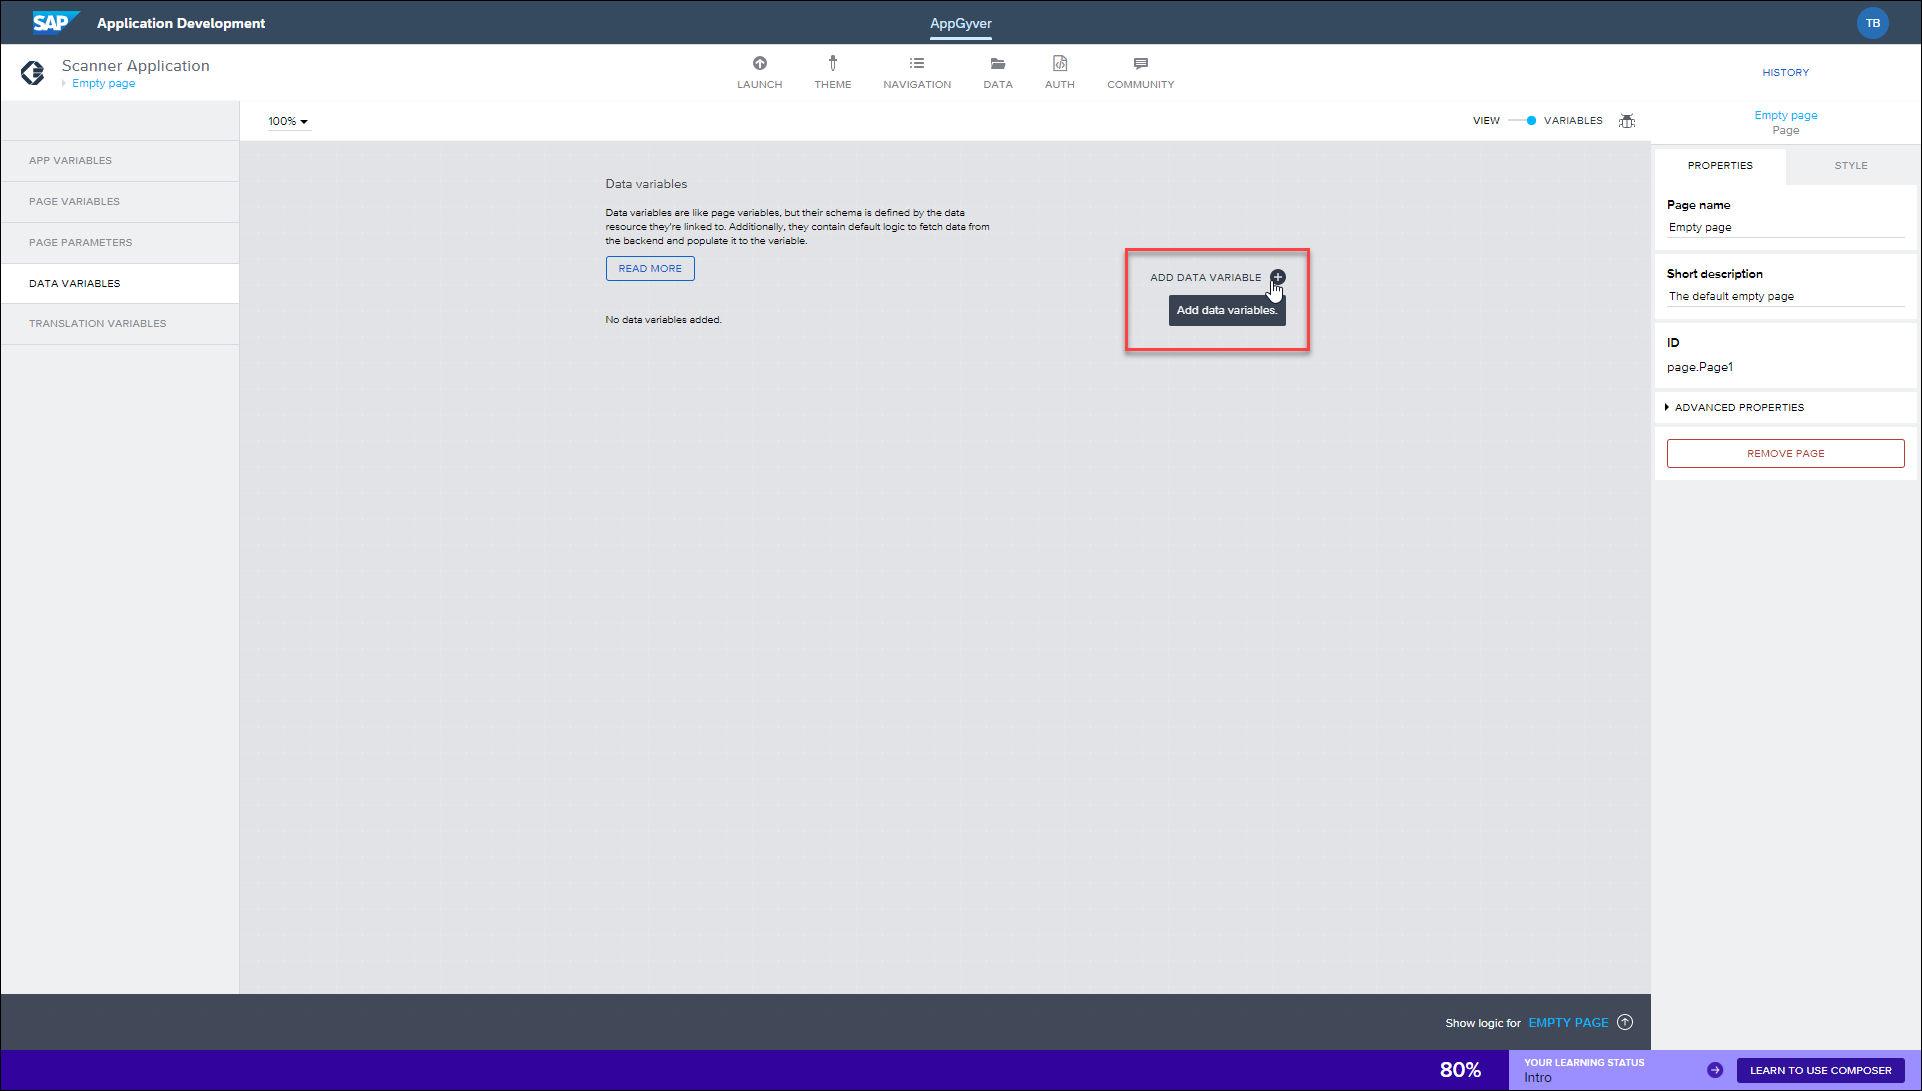 SAP Application Development
AppGyver
TB
Scanner Application
Empty page
LAUNCH
THEME
NAVIGATION
DATA
AUTH
COMMUNITY
HISTORY
100%
VIEW
VARIABLES
Empty page
Page
APP VARIABLES
PAGE VARIABLES
PAGE PARAMETERS
DATA VARIABLES
TRANSLATION VARIABLES
Data variables
Data variables are like page variables, but their schema is defined by the data
resource they're linked to. Additionally, they contain default logic to fetch data from
the backend and populate it to the variable.
READ MORE
ADD DATA VARIABLE
Add data variables.
No data variables added.
PROPERTIES
STYLE
Page name
Empty page
Short description
The default empty page
ID
page.Page1
ADVANCED PROPERTIES
REMOVE PAGE
Show logic for EMPTY PAGE
80%
YOUR LEARNING STATUS
Intro
LEARN TO USE COMPOSER